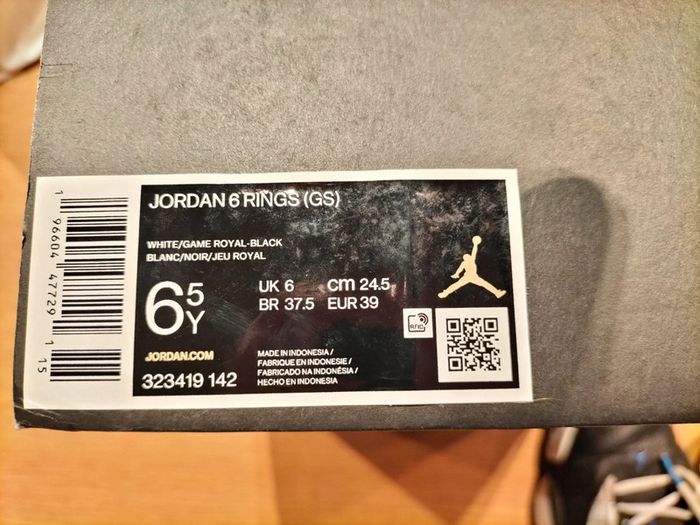 JORDAN 6 RINGS (GS)
WHITE/GAME ROYAL-BLACK
BLANC/NOIR/JEU ROYAL
6 5Y
UK 6 CM 24.5
BR 37.5 EUR 39
JORDAN.COM
323419 142
MADE IN INDONESIA /
FABRIQUE EN INDONESIE /
FABRICADO NA INDONÉSIA /
HECHO EN INDONESIA
RFID
1 96604 47729 1 15